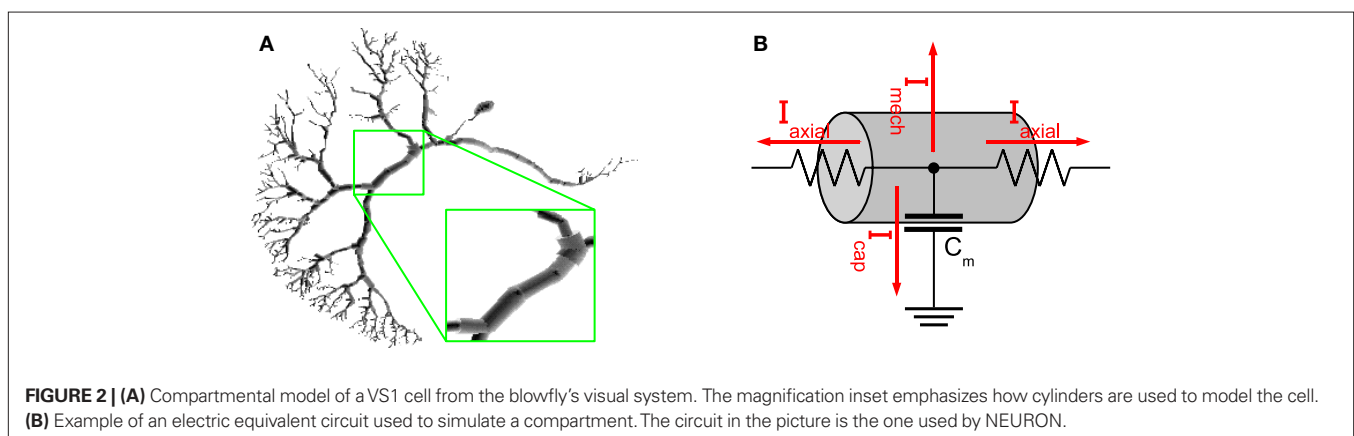 A
B
I
mech
I
axial
I
axial
I
cap
Cm
FIGURE 2 | (A) Compartmental model of a VS1 cell from the blowfly's visual system. The magnification inset emphasizes how cylinders are used to model the cell.
(B) Example of an electric equivalent circuit used to simulate a compartment. The circuit in the picture is the one used by NEURON.